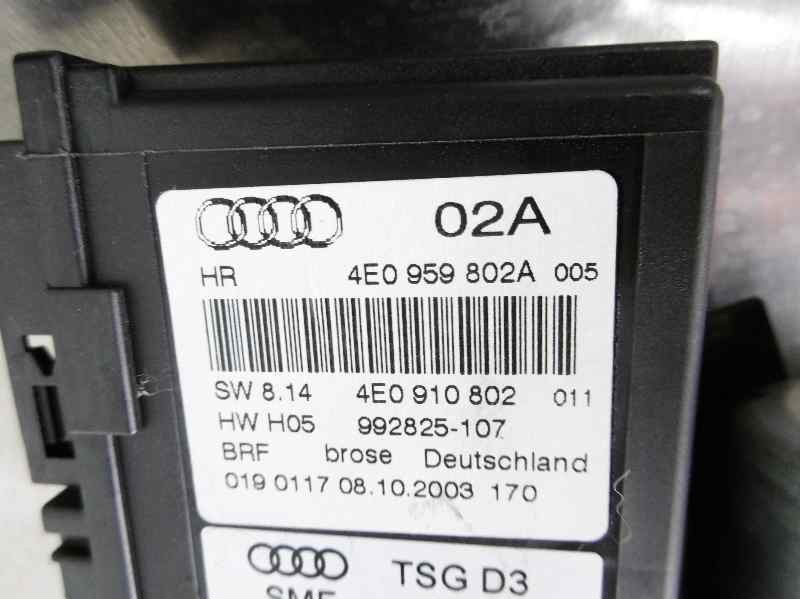 02A
HR 4E0 959 802A 005
SW 8.14 4E0 910 802 011
HW H05 992825-107
BRF brose Deutschland
019 0117 08.10.2003 170
TSG D3
SME